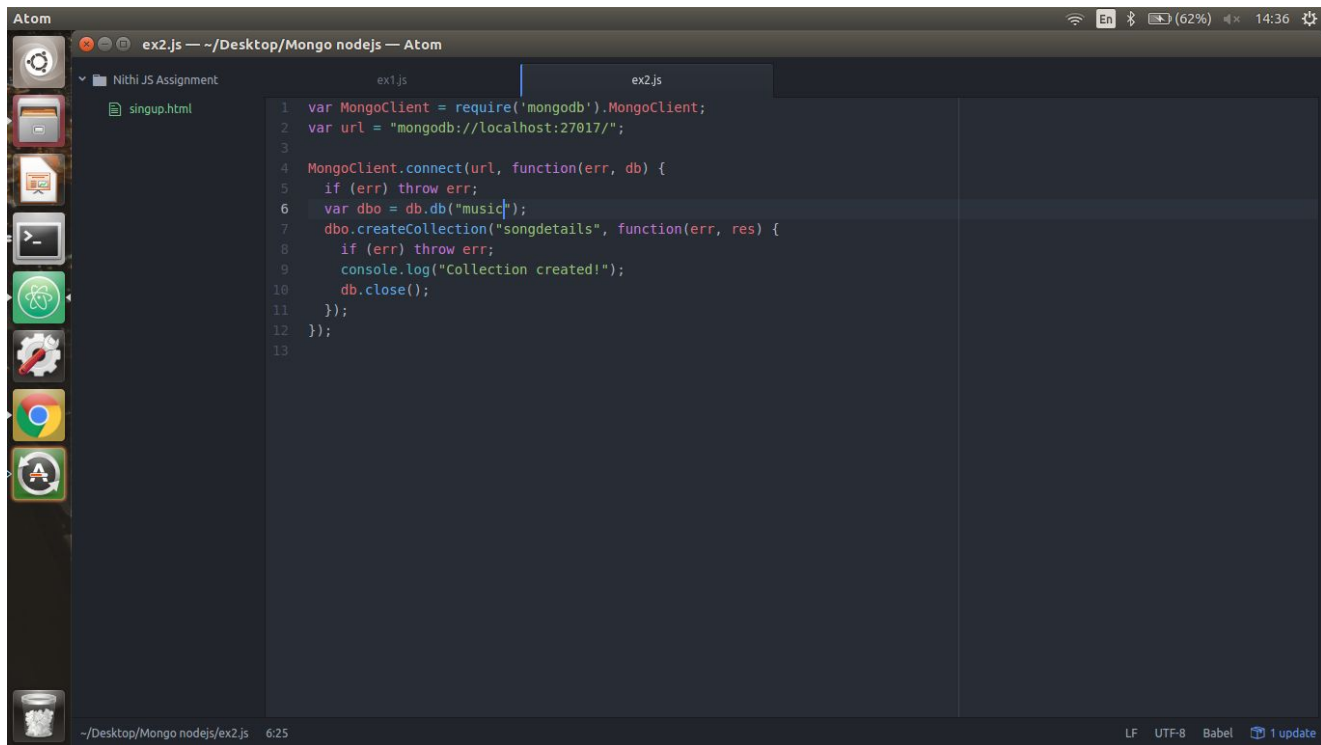 Atom
En
(62%)
14:36
ex2.js — ~/Desktop/Mongo nodejs — Atom
Nithi JS Assignment
singup.html
ex1.js
ex2.js
1 var MongoClient = require('mongodb').MongoClient;
2 var url = "mongodb://localhost:27017/";
3
4 MongoClient.connect(url, function(err, db) {
5   if (err) throw err;
6   var dbo = db.db("music");
7   dbo.createCollection("songdetails", function(err, res) {
8     if (err) throw err;
9     console.log("Collection created!");
10     db.close();
11   });
12 });
13
~/Desktop/Mongo nodejs/ex2.js 6:25
LF UTF-8 Babel 1 update